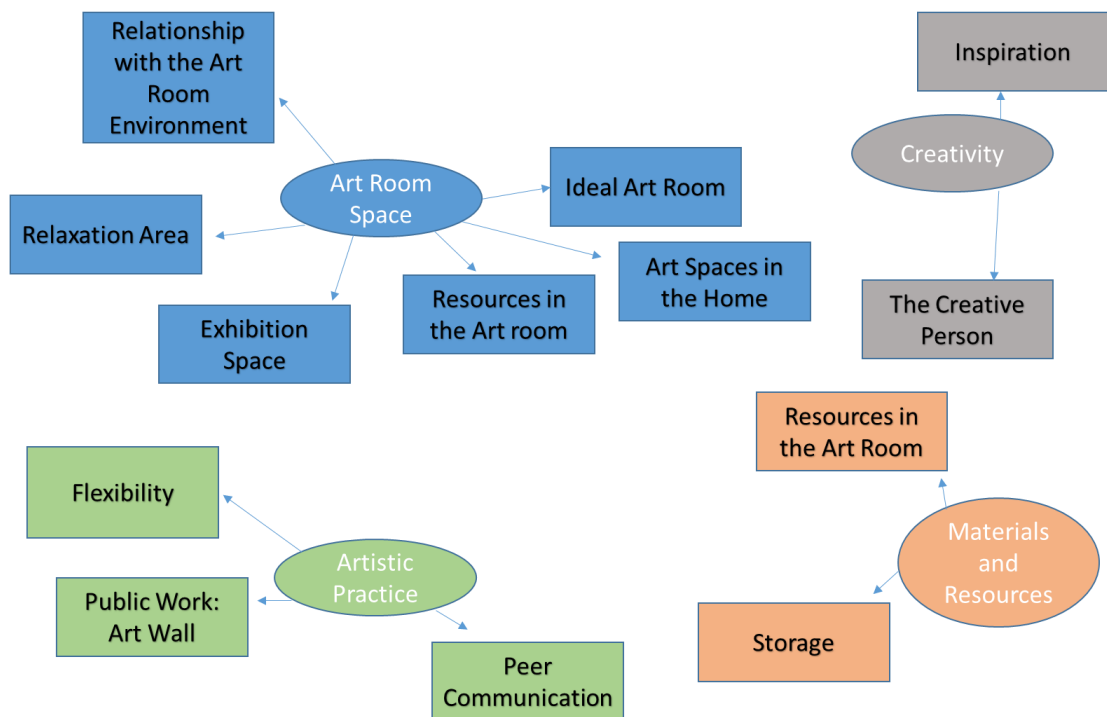 Relationship
with the Art
Room
Environment
Inspiration
Creativity
The Creative
Person
Art Room
Space
Ideal Art Room
Relaxation Area
Art Spaces in
the Home
Resources in
the Art room
Exhibition
Space
Resources in
the Art Room
Materials
and
Resources
Storage
Flexibility
Artistic
Practice
Public Work:
Art Wall
Peer
Communication